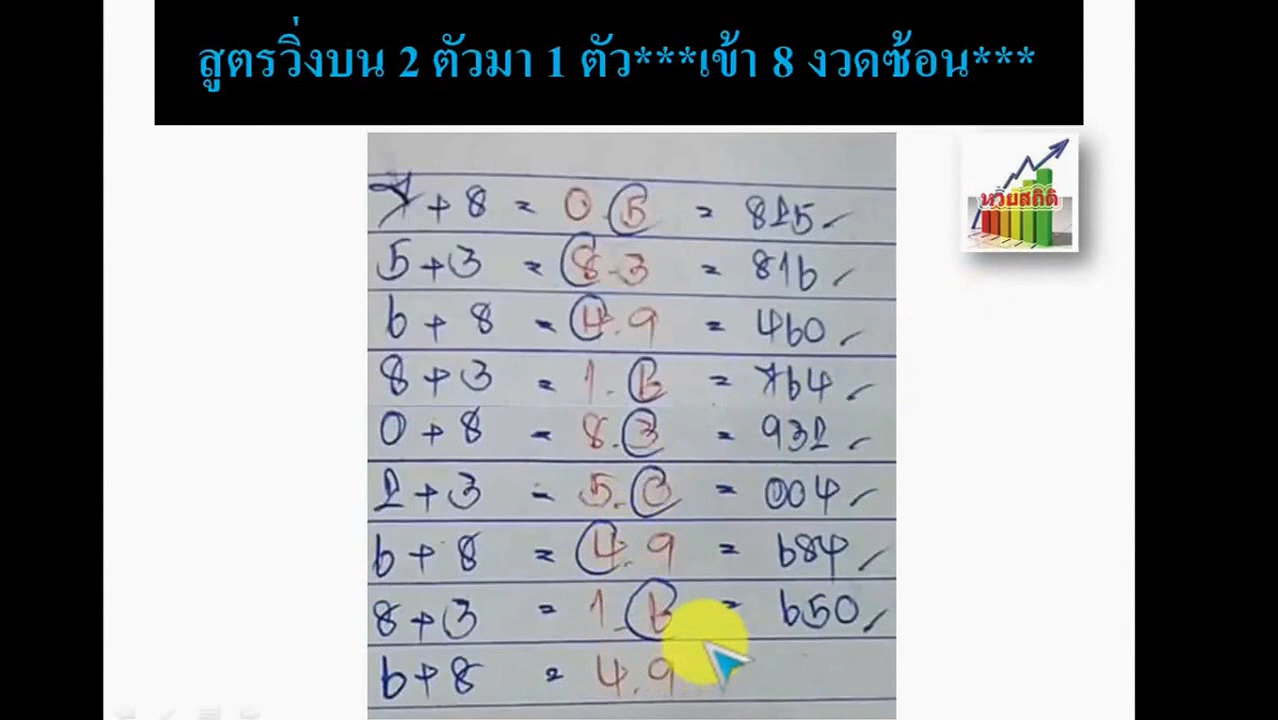 สูตรวิ่งบน 2 ตัวมา 1 ตัว***เข้า 8 งวดซ้อน***
หวยสถิติ
7+8 = 0.5 = 825
5+3 = 8.3 = 816
6+8 = 4.9 = 460
8+3 = 1.6 = 764
0+8 = 8.3 = 932
2+3 = 5.0 = 004
6+8 = 4.9 = 684
8+3 = 1.6 = 650
6+8 = 4.9